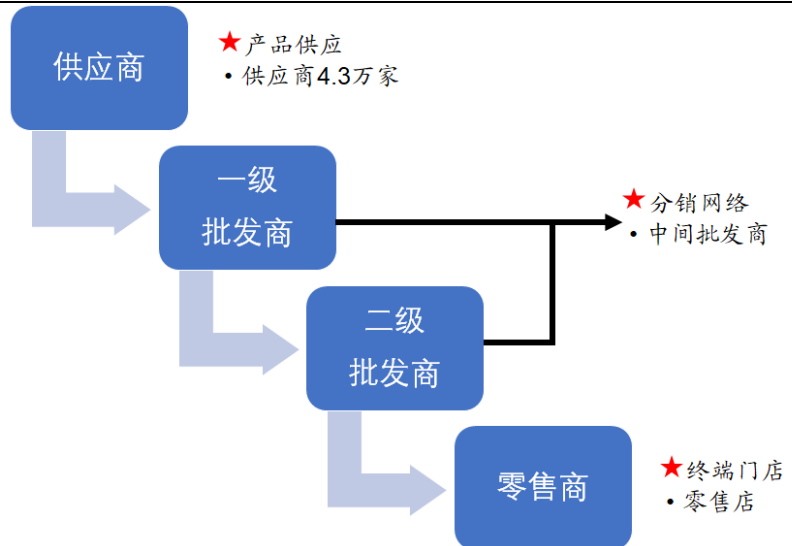 供应商
★产品供应
• 供应商4.3万家
一级
批发商
★分销网络
• 中间批发商
二级
批发商
零售商
★终端门店
• 零售店